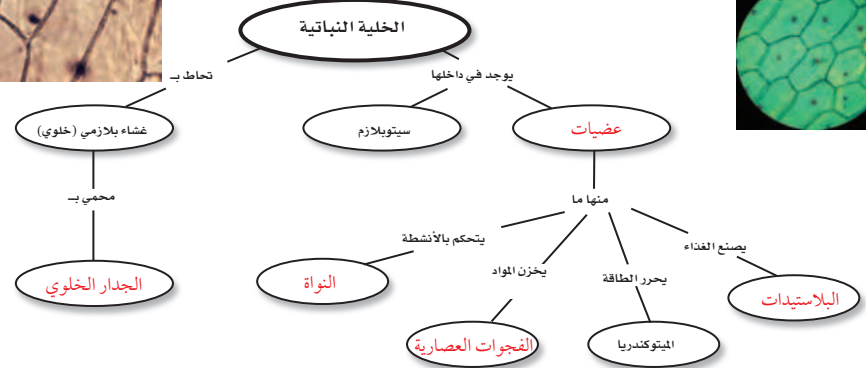 الخلية النباتية
يوجد في داخلها
تحاط بـ
عضيات
سيتوبلازم
غشاء بلازمي (خلوي)
منها ما
محمي بـ
يصنع الغذاء
يحرر الطاقة
يخزن المواد
يتحكم بالأنشطة
البلاستيدات
الميتوكندريا
الفجوات العصارية
النواة
الجدار الخلوي